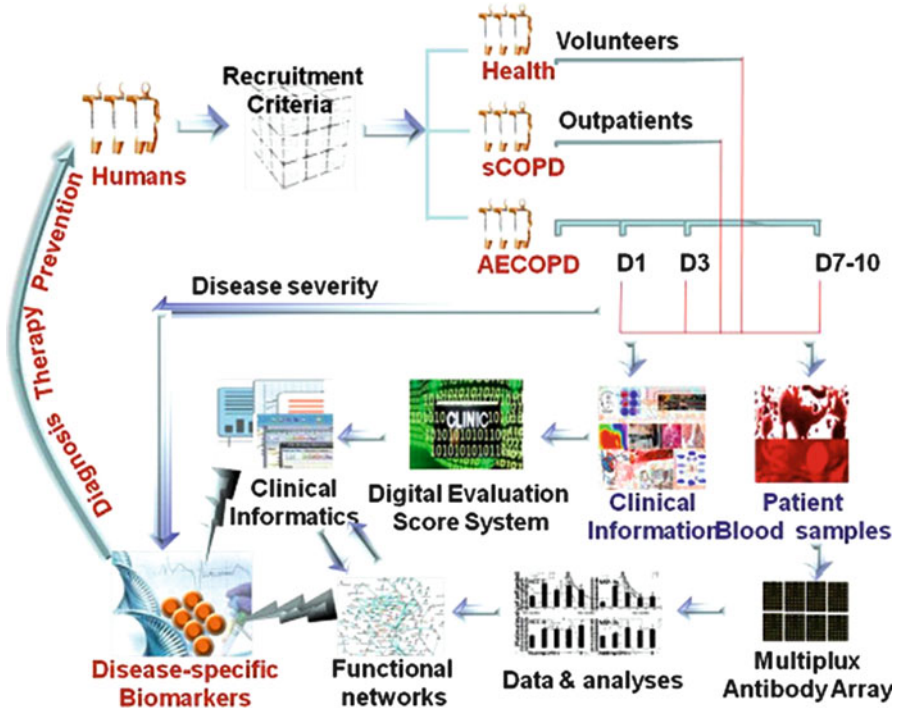 Health
Volunteers
Recruitment
Criteria
Humans
sCOPD
Outpatients
AECOPD
D1
D3
D7-10
Diagnosis Therapy Prevention
Disease severity
CLINIC
Clinical
Informatics
Digital Evaluation
Score System
Clinical
Information
Patient
Blood samples
Disease-specific
Biomarkers
Functional
networks
Data & analyses
Multiplux
Antibody Array